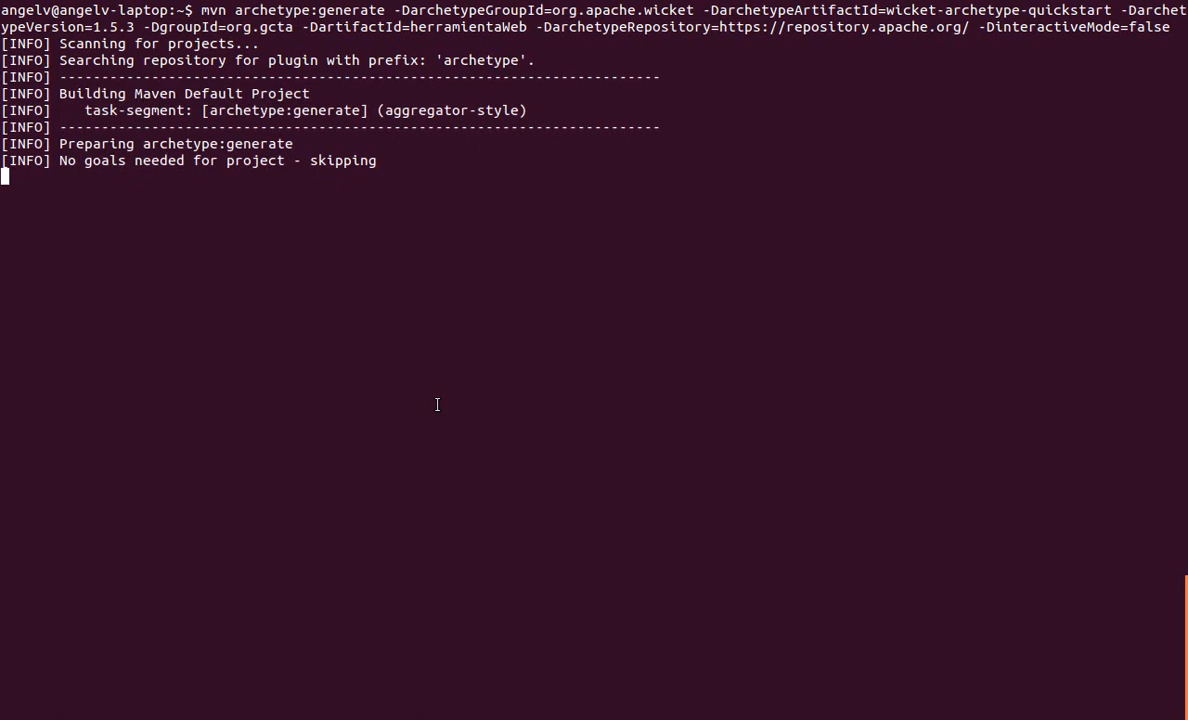 angelv@angelv-laptop:~$ mvn archetype:generate -DarchetypeGroupId=org.apache.wicket -DarchetypeArtifactId=wicket-archetype-quickstart -Darchet
ypeVersion=1.5.3 -DgroupId=org.gcta -DartifactId=herramientaWeb -DarchetypeRepository=https://repository.apache.org/ -DinteractiveMode=false
[INFO] Scanning for projects...
[INFO] Searching repository for plugin with prefix: 'archetype'.
[INFO] ------------------------------------------------------------------------
[INFO] Building Maven Default Project
[INFO]    task-segment: [archetype:generate] (aggregator-style)
[INFO] ------------------------------------------------------------------------
[INFO] Preparing archetype:generate
[INFO] No goals needed for project - skipping